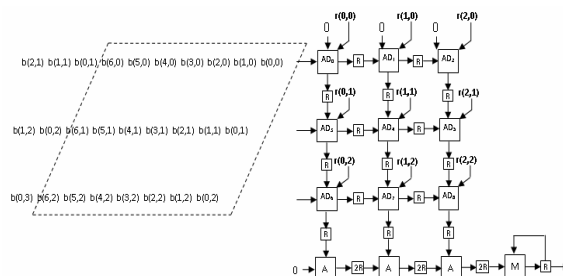 0 r(0,0) 0 r(1,0) 0 r(2,0)
b(2,1) b(1,1) b(0,1) b(6,0) b(5,0) b(4,0) b(3,0) b(2,0) b(1,0) b(0,0) AD₀ R AD₁ R AD₂
R r(0,1) R r(1,1) R r(2,1)
b(1,2) b(0,2) b(6,1) b(5,1) b(4,1) b(3,1) b(2,1) b(1,1) b(0,1) AD₃ R AD₄ R AD₅
R r(0,2) R r(1,2) R r(2,2)
b(0,3) b(6,2) b(5,2) b(4,2) b(3,2) b(2,2) b(1,2) b(0,2) AD₆ R AD₇ R AD₈
R R R
0 A 2R A 2R A 2R M R